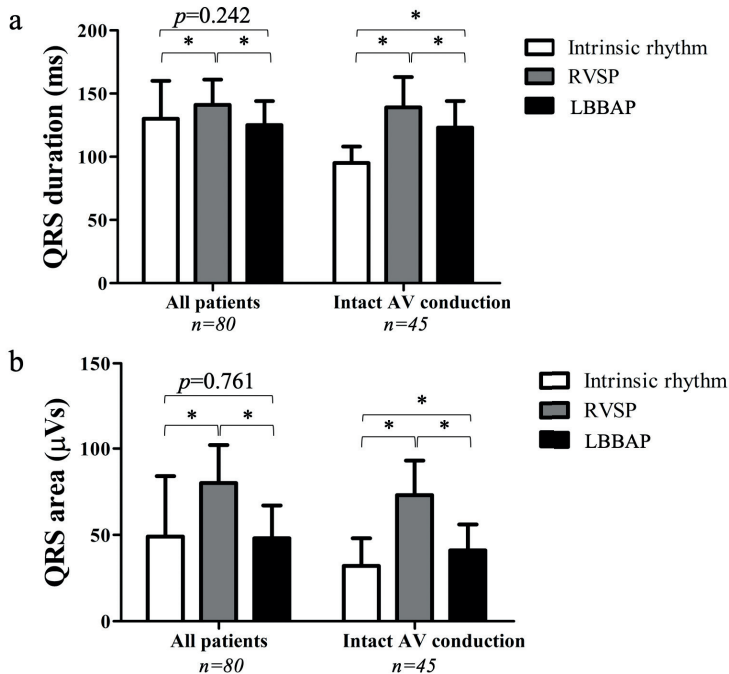 a
QRS duration (ms)
200
150
100
50
0
p=0.242
* *
*
* *
All patients
n=80
Intact AV conduction
n=45
Intrinsic rhythm
RVSP
LBBAP
b
QRS area (μVs)
150
100
50
0
p=0.761
* *
*
* *
All patients
n=80
Intact AV conduction
n=45
Intrinsic rhythm
RVSP
LBBAP